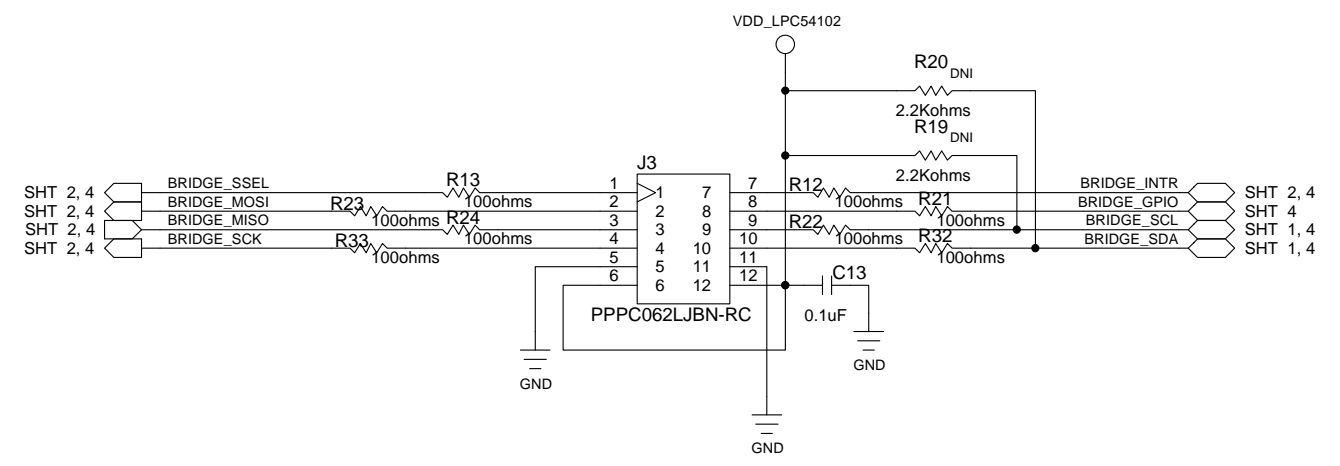 VDD_LPC54102
R20 DNI
2.2Kohms
R19 DNI
2.2Kohms
J3
SHT 2, 4 BRIDGE_SSEL R13 100ohms 1 1 7 7 R12 100ohms BRIDGE_INTR SHT 2, 4
SHT 2, 4 BRIDGE_MOSI R23 100ohms 2 2 8 8 R21 100ohms BRIDGE_GPIO SHT 4
SHT 2, 4 BRIDGE_MISO R24 100ohms 3 3 9 9 R22 100ohms BRIDGE_SCL SHT 1, 4
SHT 2, 4 BRIDGE_SCK R33 100ohms 4 4 10 10 R32 100ohms BRIDGE_SDA SHT 1, 4
5 5 11 11
6 6 12 12 C13
PPPC062LJBN-RC 0.1uF
GND
GND
GND